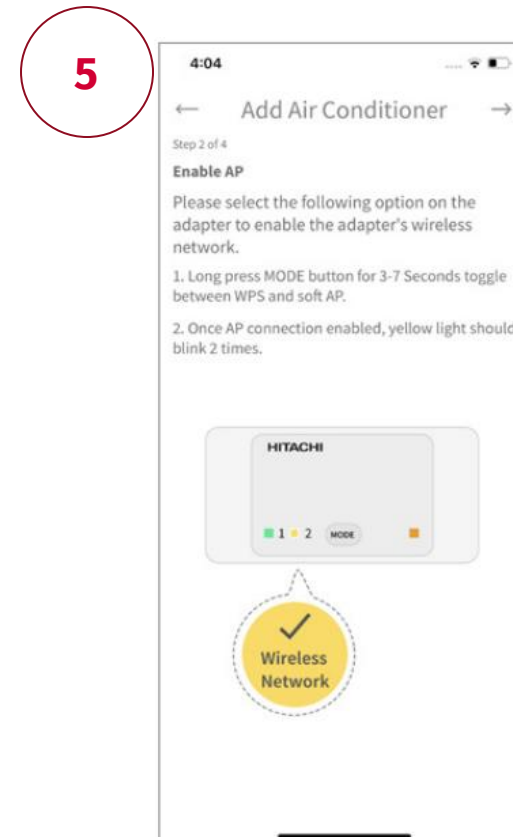 5
4:04
← Add Air Conditioner →
Step 2 of 4
Enable AP
Please select the following option on the
adapter to enable the adapter's wireless
network.
1. Long press MODE button for 3-7 Seconds toggle
between WPS and soft AP.
2. Once AP connection enabled, yellow light should
blink 2 times.
HITACHI
1 2 MODE
Wireless
Network